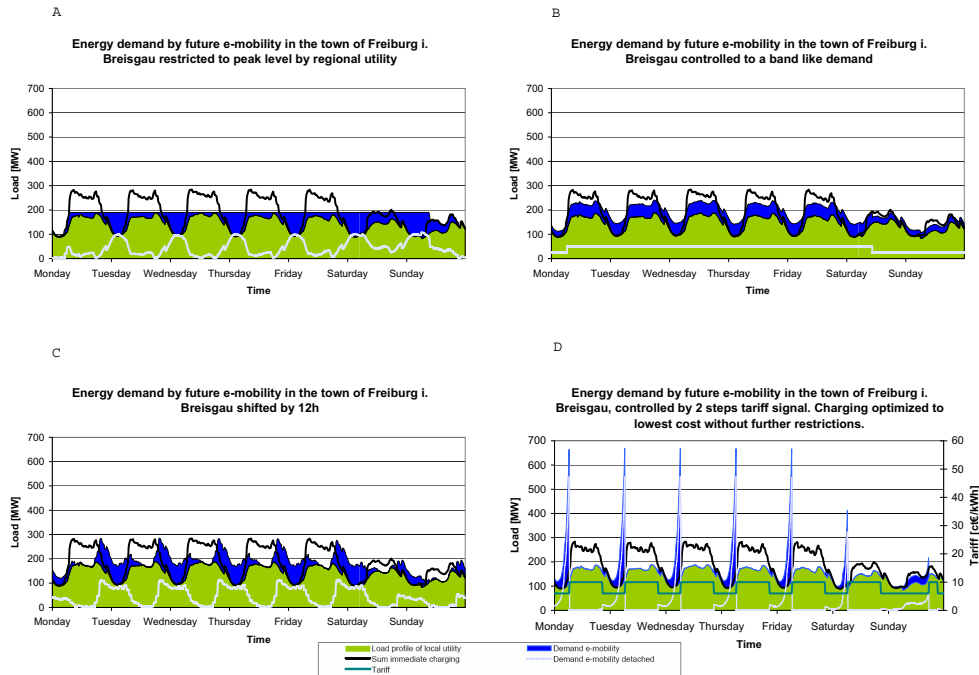 A
Energy demand by future e-mobility in the town of Freiburg i.
Breisgau restricted to peak level by regional utility
700
600
500
400
300
200
100
0
Load [MW]
Monday Tuesday Wednesday Thursday Friday Saturday Sunday
Time
B
Energy demand by future e-mobility in the town of Freiburg i.
Breisgau controlled to a band like demand
700
600
500
400
300
200
100
0
Load [MW]
Monday Tuesday Wednesday Thursday Friday Saturday Sunday
Time
C
Energy demand by future e-mobility in the town of Freiburg i.
Breisgau shifted by 12h
700
600
500
400
300
200
100
0
Load [MW]
Monday Tuesday Wednesday Thursday Friday Saturday Sunday
Time
D
Energy demand by future e-mobility in the town of Freiburg i.
Breisgau, controlled by 2 steps tariff signal. Charging optimized to
lowest cost without further restrictions.
700
600
500
400
300
200
100
0
Load [MW]
60
50
40
30
20
10
0
Tariff [ct€/kWh]
Monday Tuesday Wednesday Thursday Friday Saturday Sunday
Time
Load profile of local utility Demand e-mobility
Sum immediate charging Demand e-mobility detached
Tariff